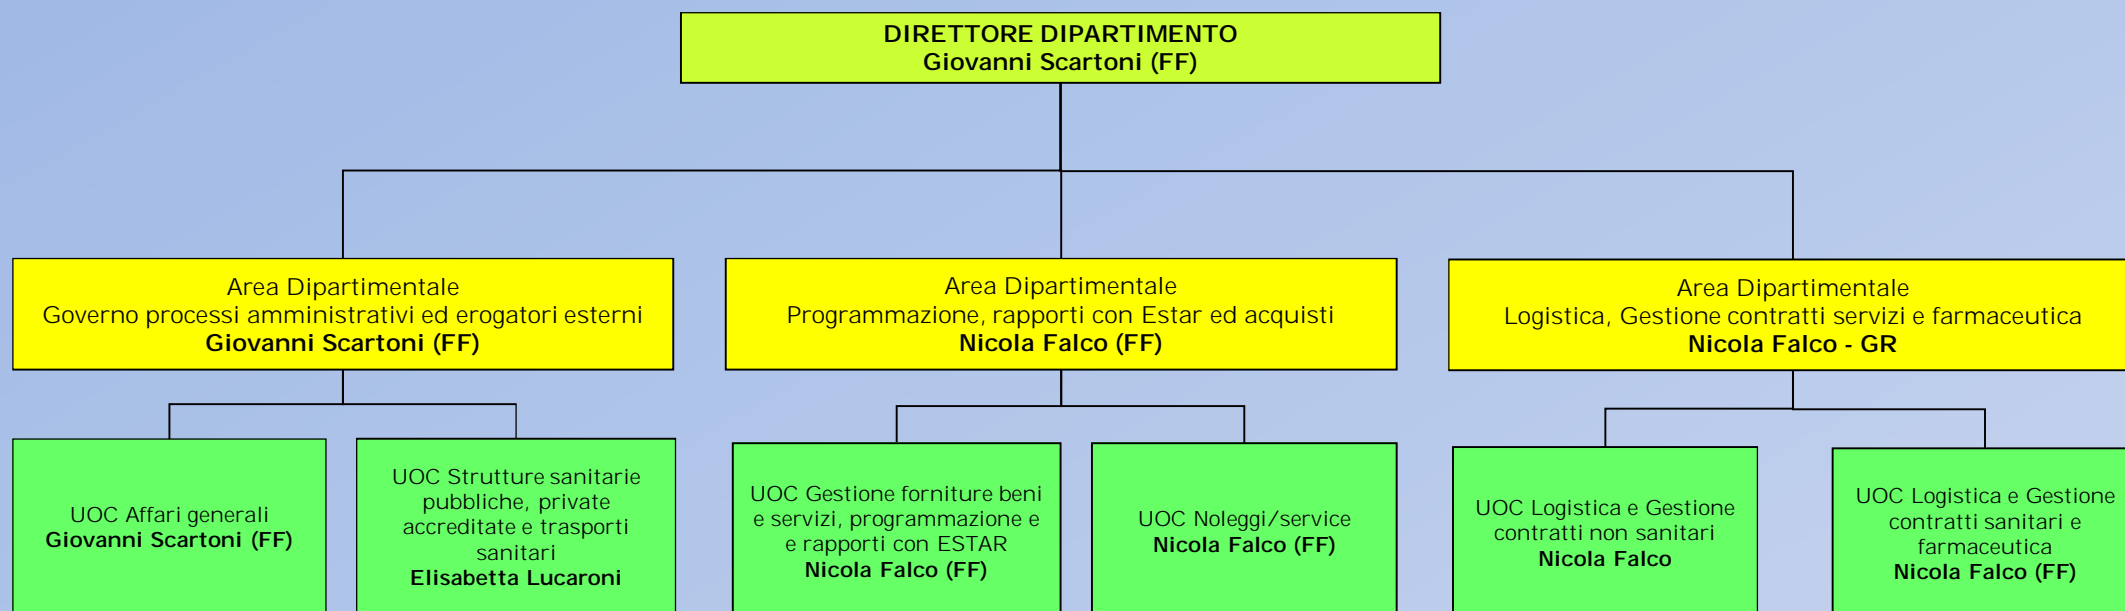 DIRETTORE DIPARTIMENTO
Giovanni Scartoni (FF)
Area Dipartimentale
Governo processi amministrativi ed erogatori esterni
Giovanni Scartoni (FF)
Area Dipartimentale
Programmazione, rapporti con Estar ed acquisti
Nicola Falco (FF)
Area Dipartimentale
Logistica, Gestione contratti servizi e farmaceutica
Nicola Falco - GR
UOC Affari generali
Giovanni Scartoni (FF)
UOC Strutture sanitarie
pubbliche, private
accreditate e trasporti
sanitari
Elisabetta Lucaroni
UOC Gestione forniture beni
e servizi, programmazione e
e rapporti con ESTAR
Nicola Falco (FF)
UOC Noleggi/service
Nicola Falco (FF)
UOC Logistica e Gestione
contratti non sanitari
Nicola Falco
UOC Logistica e Gestione
contratti sanitari e
farmaceutica
Nicola Falco (FF)